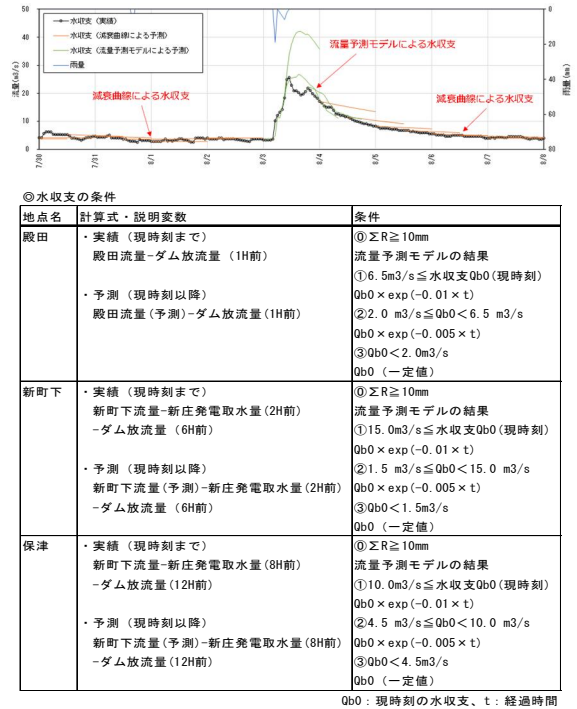 50
40
30
20
10
0
流量(m3/s)
水収支（実績）
水収支（減衰曲線による予測）
水収支（流量予測モデルによる予測）
雨量
流量予測モデルによる水収支
減衰曲線による水収支
減衰曲線による水収支
0
20
40
60
80
雨量(mm)
7/30
7/31
8/1
8/2
8/3
8/4
8/5
8/6
8/7
8/8
◎水収支の条件
地点名 計算式・説明変数 条件
殿田 ・実績（現時刻まで） ⓪ΣR≧10mm
殿田流量-ダム放流量（1H前） 流量予測モデルの結果
①6.5m3/s≦水収支Qb0(現時刻)
・予測（現時刻以降） Qb0×exp(-0.01×t)
殿田流量(予測)-ダム放流量(1H前) ②2.0 m3/s≦Qb0＜6.5 m3/s
Qb0×exp(-0.005×t)
③Qb0＜2.0m3/s
Qb0（一定値）
新町下 ・実績（現時刻まで） ⓪ΣR≧10mm
新町下流量-新庄発電取水量(2H前) 流量予測モデルの結果
-ダム放流量（6H前） ①15.0m3/s≦水収支Qb0(現時刻)
Qb0×exp(-0.01×t)
・予測（現時刻以降） ②1.5 m3/s≦Qb0＜15.0 m3/s
新町下流量(予測)-新庄発電取水量(2H前) Qb0×exp(-0.005×t)
-ダム放流量（6H前） ③Qb0＜1.5m3/s
Qb0（一定値）
保津 ・実績（現時刻まで） ⓪ΣR≧10mm
新町下流量-新庄発電取水量(8H前) 流量予測モデルの結果
-ダム放流量(12H前) ①10.0m3/s≦水収支Qb0(現時刻)
Qb0×exp(-0.01×t)
・予測（現時刻以降） ②4.5 m3/s≦Qb0＜10.0 m3/s
新町下流量(予測)-新庄発電取水量(8H前) Qb0×exp(-0.005×t)
-ダム放流量(12H前) ③Qb0＜4.5m3/s
Qb0（一定値）
Qb0：現時刻の水収支、t：経過時間